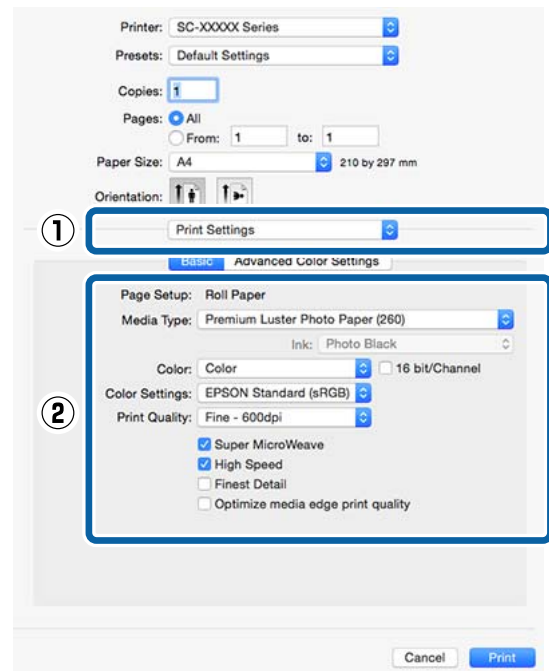 Printer: SC-XXXXX Series
Presets: Default Settings
Copies: 1
Pages: All
From: 1 to: 1
Paper Size: A4 210 by 297 mm
Orientation:
1 Print Settings
Basic Advanced Color Settings
2
Page Setup: Roll Paper
Media Type: Premium Luster Photo Paper (260)
Ink: Photo Black
Color: Color 16 bit/Channel
Color Settings: EPSON Standard (sRGB)
Print Quality: Fine - 600dpi
Super MicroWeave
High Speed
Finest Detail
Optimize media edge print quality
Cancel Print